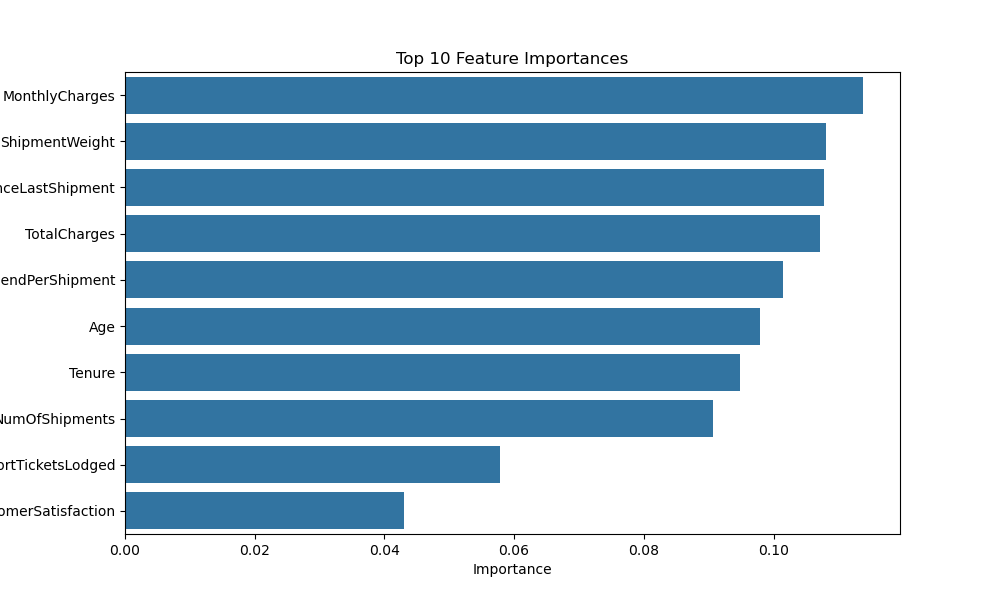 Top 10 Feature Importances
MonthlyCharges
ShipmentWeight
nceLastShipment
TotalCharges
endPerShipment
Age
Tenure
NumOfShipments
ortTicketsLodged
omerSatisfaction
0.00 0.02 0.04 0.06 0.08 0.10
Importance